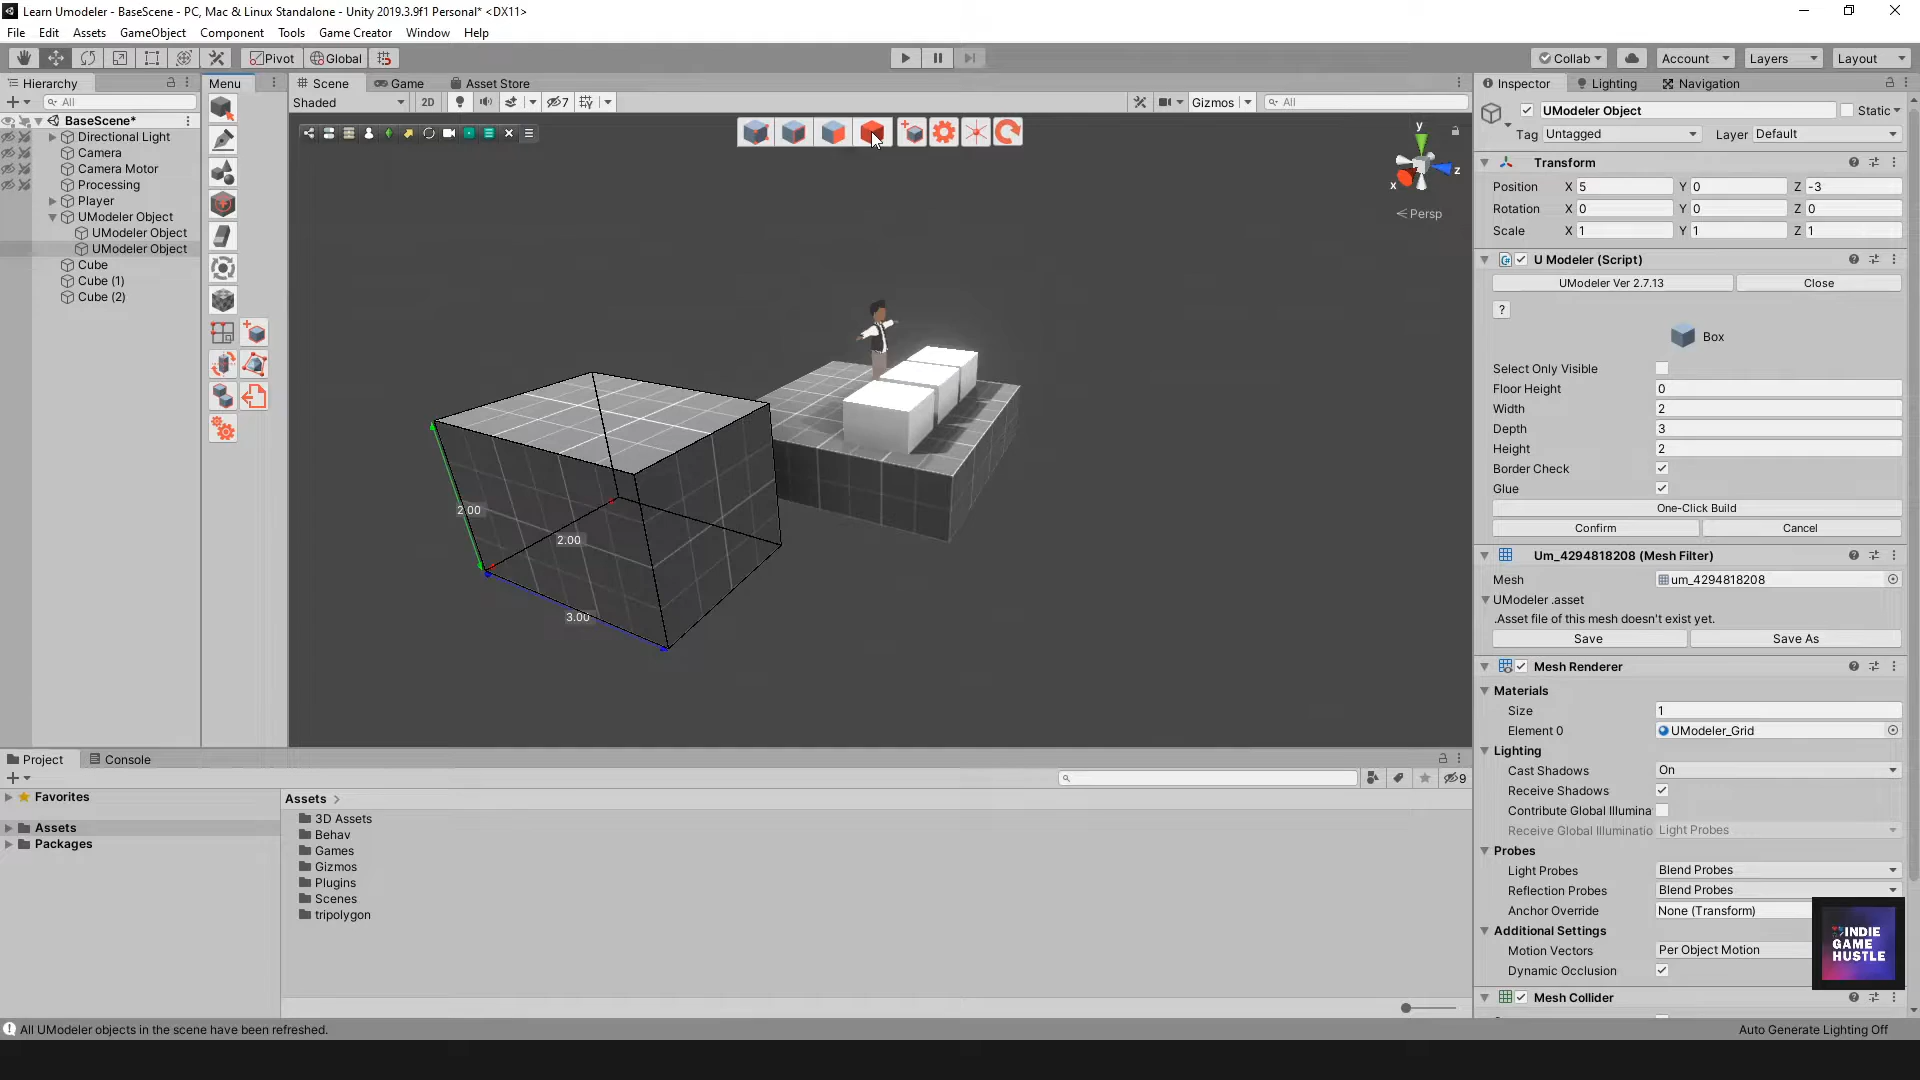 Learn Umodeler - BaseScene - PC, Mac & Linux Standalone - Unity 2019.3.9f1 Personal* <DX11>
File Edit Assets GameObject Component Tools Game Creator Window Help
Pivot Global Collab Account Layers Layout
Hierarchy Menu Scene Game Asset Store Inspector Lighting Navigation
All Shaded 2D 7 Gizmos All
BaseScene*
Directional Light
Camera
Camera Motor
Processing
Player
UModeler Object
UModeler Object
UModeler Object
Cube
Cube (1)
Cube (2)
y
z
x
Persp
2.00
2.00
3.00
UModeler Object Static
Tag Untagged Layer Default
Transform
Position X 5 Y 0 Z -3
Rotation X 0 Y 0 Z 0
Scale X 1 Y 1 Z 1
U Modeler (Script)
UModeler Ver 2.7.13 Close
?
Box
Select Only Visible
Floor Height 0
Width 2
Depth 3
Height 2
Border Check
Glue
One-Click Build
Confirm Cancel
Um_4294818208 (Mesh Filter)
Mesh um_4294818208
UModeler .asset
.Asset file of this mesh doesn't exist yet.
Save Save As
Mesh Renderer
Materials
Size 1
Element 0 UModeler_Grid
Lighting
Cast Shadows On
Receive Shadows
Contribute Global Illumina
Receive Global Illuminatio Light Probes
Probes
Light Probes Blend Probes
Reflection Probes Blend Probes
Anchor Override None (Transform)
Additional Settings
Motion Vectors Per Object Motion
Dynamic Occlusion
Mesh Collider
INDIE
GAME
HUSTLE
Project Console
9
Favorites
Assets
Packages
Assets
3D Assets
Behav
Games
Gizmos
Plugins
Scenes
tripolygon
All UModeler objects in the scene have been refreshed. Auto Generate Lighting Off